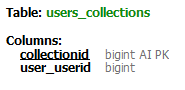 Table: users_collections
Columns:
collectionid bigint AI PK
user_userid bigint